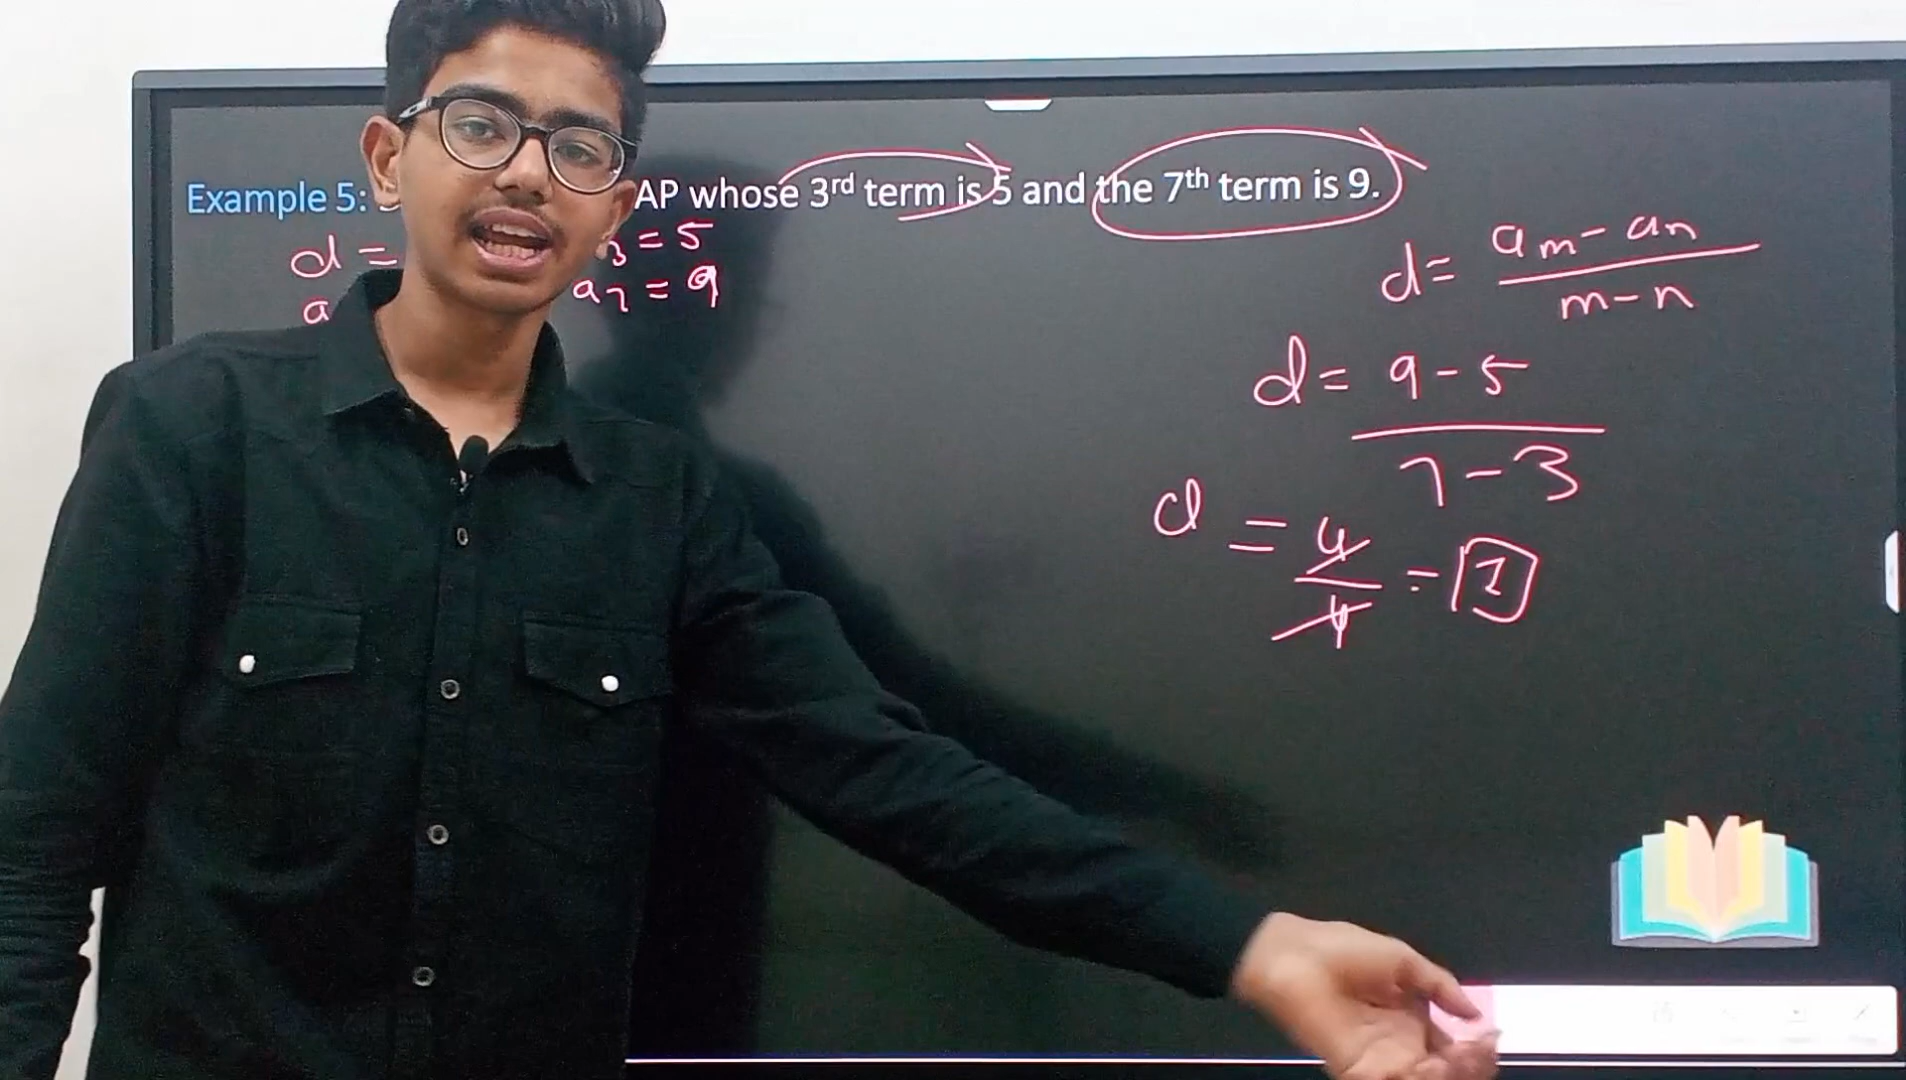 Example 5: AP whose 3rd term is 5 and the 7th term is 9.
d = 3 = 5
a a7 = 9
d = am - an / m - n
d = 9 - 5 / 7 - 3
d = 4 / 4 = 1